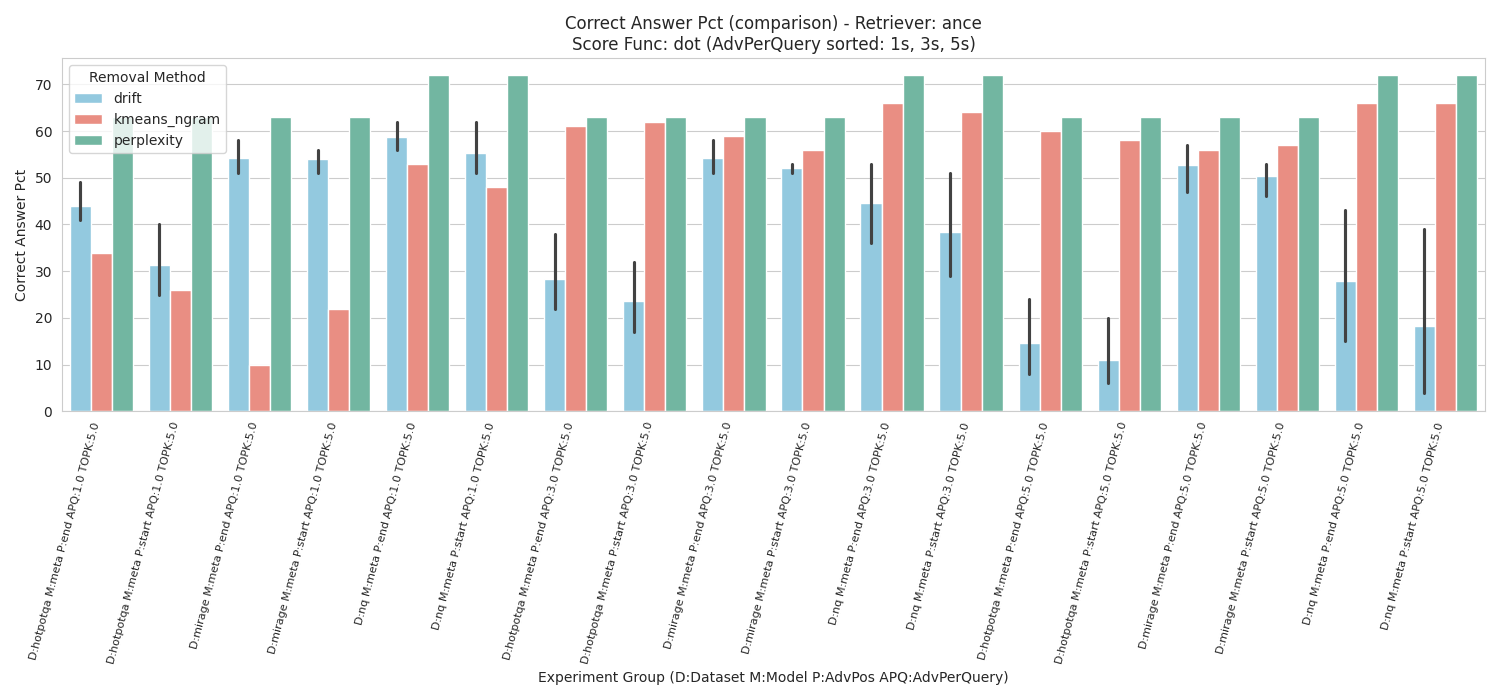 Correct Answer Pct (comparison) - Retriever: ance
Score Func: dot (AdvPerQuery sorted: 1s, 3s, 5s)
Removal Method
drift
kmeans_ngram
perplexity
Correct Answer Pct
70
60
50
40
30
20
10
0
D:hotpotqa M:meta P:end APQ:1.0 TOPK:5.0
D:hotpotqa M:meta P:start APQ:1.0 TOPK:5.0
D:mirage M:meta P:end APQ:1.0 TOPK:5.0
D:mirage M:meta P:start APQ:1.0 TOPK:5.0
D:nq M:meta P:end APQ:1.0 TOPK:5.0
D:nq M:meta P:start APQ:1.0 TOPK:5.0
D:hotpotqa M:meta P:end APQ:3.0 TOPK:5.0
D:hotpotqa M:meta P:start APQ:3.0 TOPK:5.0
D:mirage M:meta P:end APQ:3.0 TOPK:5.0
D:mirage M:meta P:start APQ:3.0 TOPK:5.0
D:nq M:meta P:end APQ:3.0 TOPK:5.0
D:nq M:meta P:start APQ:3.0 TOPK:5.0
D:hotpotqa M:meta P:end APQ:5.0 TOPK:5.0
D:hotpotqa M:meta P:start APQ:5.0 TOPK:5.0
D:mirage M:meta P:end APQ:5.0 TOPK:5.0
D:mirage M:meta P:start APQ:5.0 TOPK:5.0
D:nq M:meta P:end APQ:5.0 TOPK:5.0
D:nq M:meta P:start APQ:5.0 TOPK:5.0
Experiment Group (D:Dataset M:Model P:AdvPos APQ:AdvPerQuery)